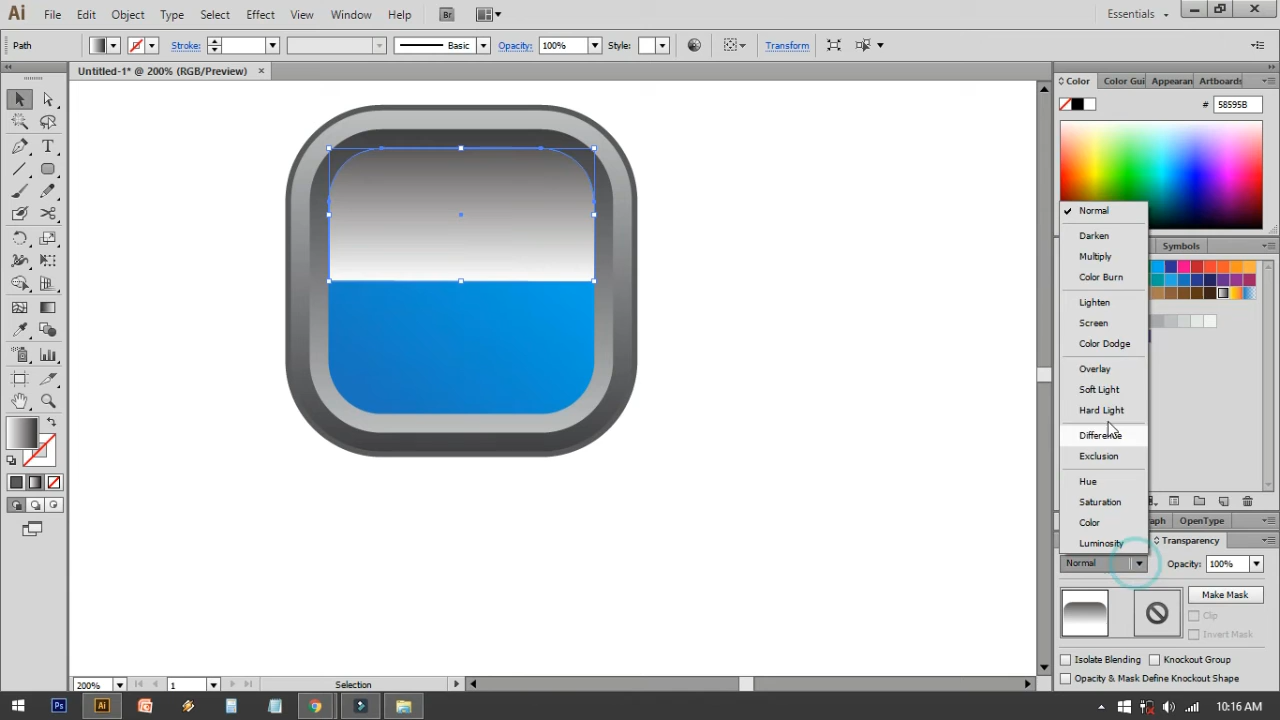 Ai File Edit Object Type Select Effect View Window Help Br Essentials
Path Stroke: Basic Opacity: 100% Style: Transform
Untitled-1* @ 200% (RGB/Preview)
Color Color Gui Appearan Artboards
# 58595B
Symbols
Normal
Darken
Multiply
Color Burn
Lighten
Screen
Color Dodge
Overlay
Soft Light
Hard Light
Difference
Exclusion
Hue
Saturation
Color
Luminosity
raph OpenType
Transparency
Normal Opacity: 100%
Make Mask
Clip
Invert Mask
Isolate Blending Knockout Group
Opacity & Mask Define Knockout Shape
200% 1 Selection
Ps Ai 10:16 AM